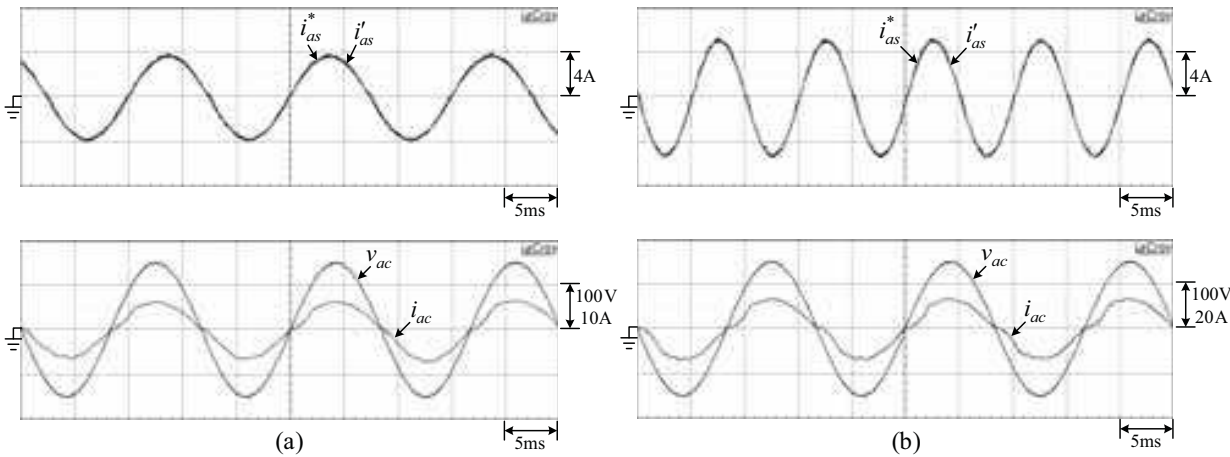 i*as i′as
4A
5ms
vac
iac
100V
10A
5ms
(a)
i*as i′as
4A
5ms
vac
iac
100V
20A
5ms
(b)